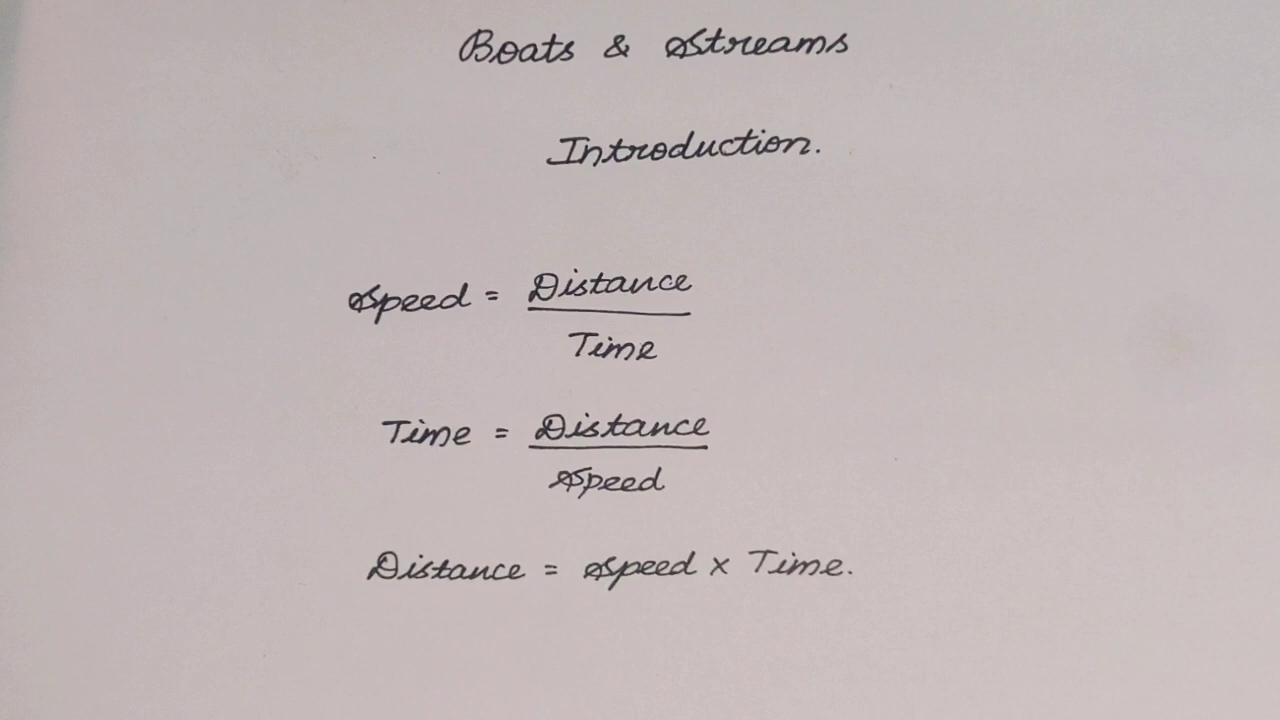 Boats & Streams
Introduction.
Speed = Distance
Time
Time = Distance
Speed
Distance = Speed x Time.